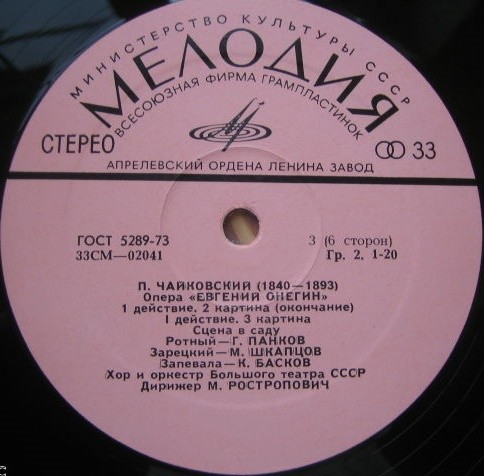 МИНИСТЕРСТВО КУЛЬТУРЫ СССР
МЕЛОДИЯ
ВСЕСОЮЗНАЯ ФИРМА ГРАМПЛАСТИНОК
СТЕРЕО
33
АПРЕЛЕВСКИЙ ОРДЕНА ЛЕНИНА ЗАВОД
ГОСТ 5289-73
3 (6 сторон)
33СМ—02041
Гр. 2. 1-20
П. ЧАЙКОВСКИЙ (1840—1893)
Опера «ЕВГЕНИЙ ОНЕГИН»
1 действие. 2 картина (окончание)
I действие. 3 картина
Сцена в саду
Ротный—Г. ПАНКОВ
Зарецкий—М. ШКАПЦОВ
Запевала—К. БАСКОВ
Хор и оркестр Большого театра СССР
Дирижер М. РОСТРОПОВИЧ